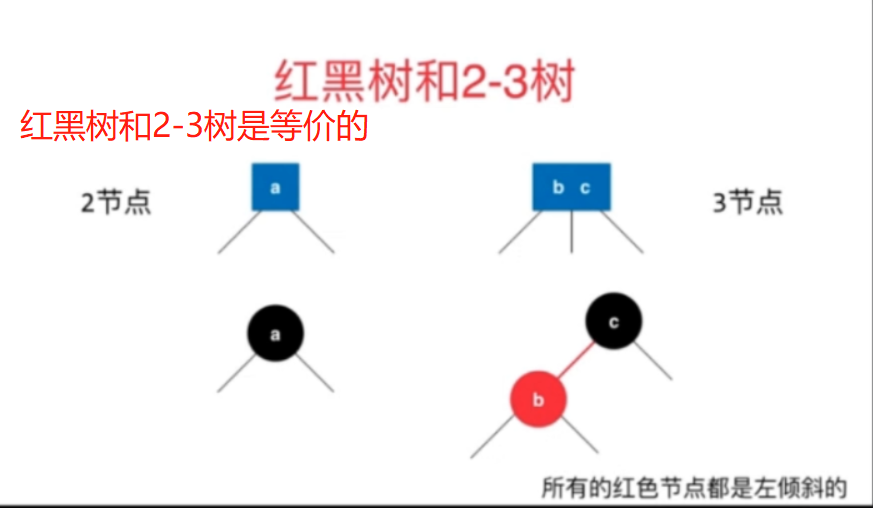 红黑树和2-3树
红黑树和2-3树是等价的
2节点
a
b c
3节点
a
c
b
所有的红色节点都是左倾斜的